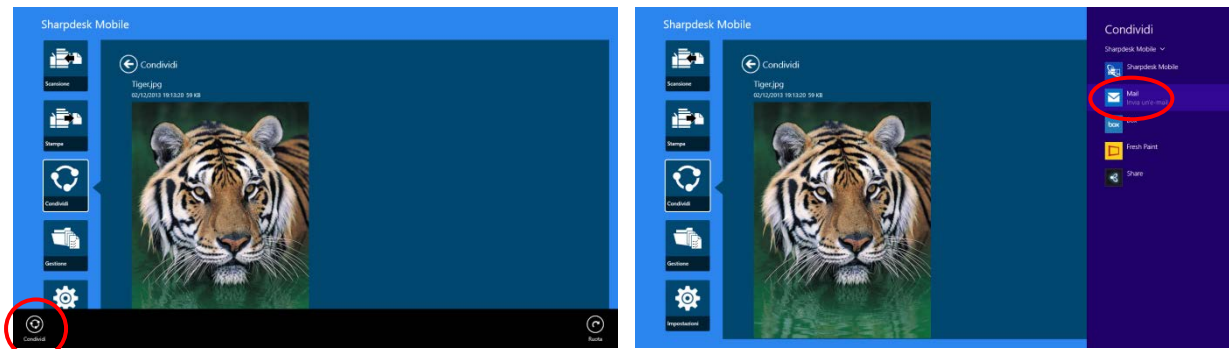 Sharpdesk Mobile
Condividi
Tiger.jpg
02/12/2013 19:13:20 59 KB
Scansione
Stampa
Condividi
Gestione
Condividi
Ruota
Sharpdesk Mobile
Condividi
Tiger.jpg
02/12/2013 19:13:20 59 KB
Scansione
Stampa
Condividi
Gestione
Impostazioni
Condividi
Sharpdesk Mobile
Sharpdesk Mobile
Mail
Invia un'e-mail
box
Fresh Paint
Share